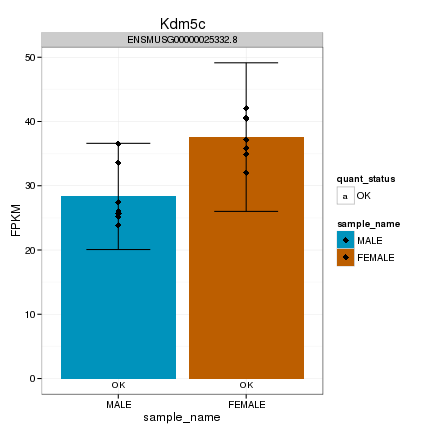 Kdm5c
ENSMUSG00000025332.8
50
40
30
20
10
0
FPKM
OK OK
MALE FEMALE
sample_name
quant_status
a OK
sample_name
MALE
FEMALE